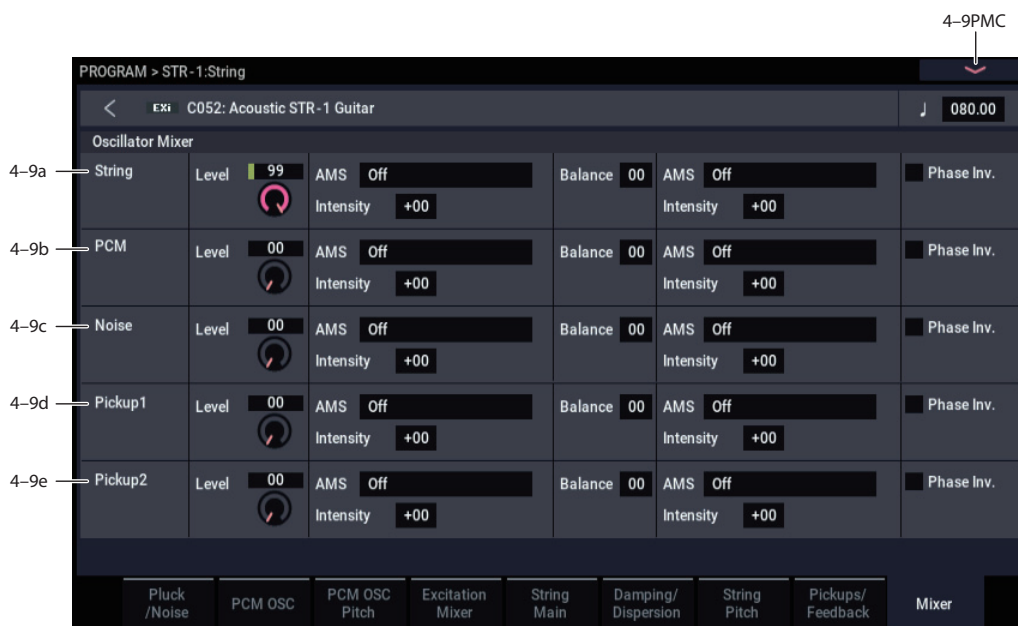 4–9PMC
PROGRAM > STR-1:String
EXi C052: Acoustic STR-1 Guitar
♩ 080.00
Oscillator Mixer
4–9a String Level 99 AMS Off Balance 00 AMS Off Phase Inv.
Intensity +00 Intensity +00
4–9b PCM Level 00 AMS Off Balance 00 AMS Off Phase Inv.
Intensity +00 Intensity +00
4–9c Noise Level 00 AMS Off Balance 00 AMS Off Phase Inv.
Intensity +00 Intensity +00
4–9d Pickup1 Level 00 AMS Off Balance 00 AMS Off Phase Inv.
Intensity +00 Intensity +00
4–9e Pickup2 Level 00 AMS Off Balance 00 AMS Off Phase Inv.
Intensity +00 Intensity +00
Pluck
/Noise
PCM OSC
PCM OSC
Pitch
Excitation
Mixer
String
Main
Damping/
Dispersion
String
Pitch
Pickups/
Feedback
Mixer